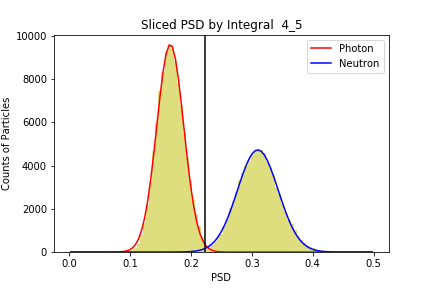 Sliced PSD by Integral  4_5
Photon
Neutron
Counts of Particles
10000
8000
6000
4000
2000
0
0.0 0.1 0.2 0.3 0.4 0.5
PSD